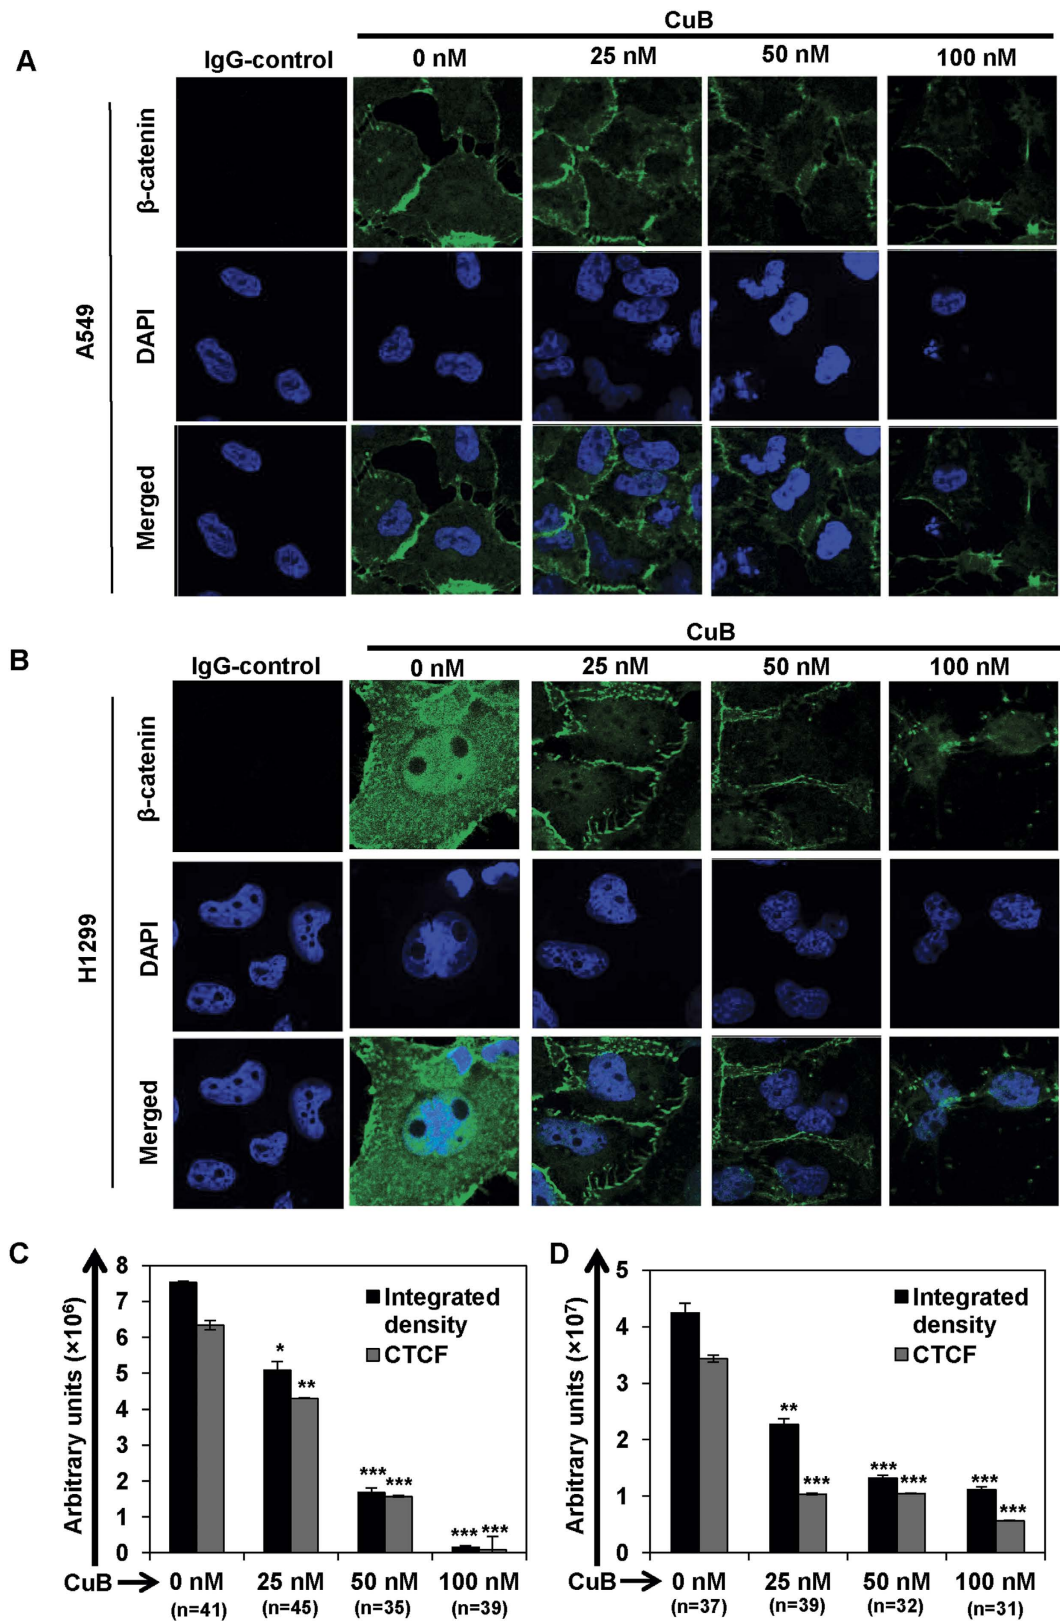 CuB
A
IgG-control 0 nM 25 nM 50 nM 100 nM
β-catenin
DAPI
Merged
A549
CuB
B
IgG-control 0 nM 25 nM 50 nM 100 nM
β-catenin
DAPI
Merged
H1299
C
Arbitrary units (×10⁶)
8
7
6
5
4
3
2
1
0
Integrated
density
CTCF
*
**
*** ***
*** ***
CuB 0 nM 25 nM 50 nM 100 nM
(n=41) (n=45) (n=35) (n=39)
D
Arbitrary units (×10⁷)
5
4
3
2
1
0
Integrated
density
CTCF
**
***
*** ***
***
***
0 nM 25 nM 50 nM 100 nM
CuB (n=37) (n=39) (n=32) (n=31)